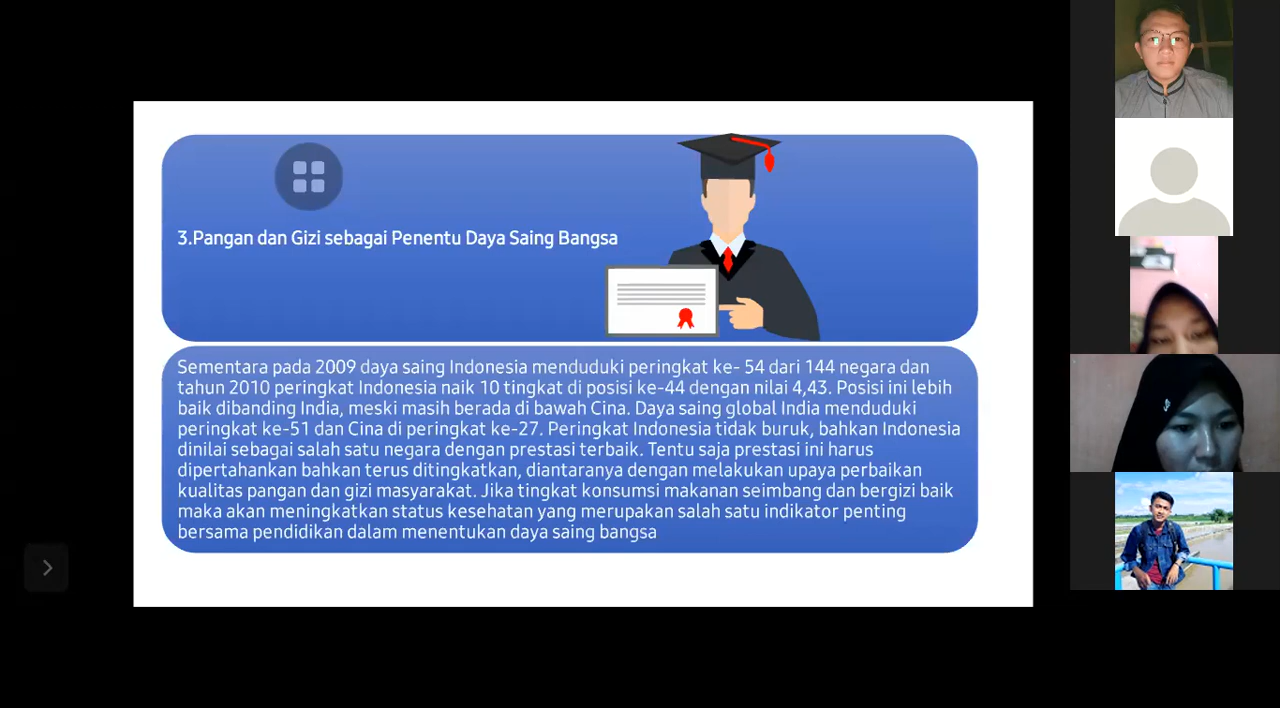 3.Pangan dan Gizi sebagai Penentu Daya Saing Bangsa
Sementara pada 2009 daya saing Indonesia menduduki peringkat ke- 54 dari 144 negara dan
tahun 2010 peringkat Indonesia naik 10 tingkat di posisi ke-44 dengan nilai 4,43. Posisi ini lebih
baik dibanding India, meski masih berada di bawah Cina. Daya saing global India menduduki
peringkat ke-51 dan Cina di peringkat ke-27. Peringkat Indonesia tidak buruk, bahkan Indonesia
dinilai sebagai salah satu negara dengan prestasi terbaik. Tentu saja prestasi ini harus
dipertahankan bahkan terus ditingkatkan, diantaranya dengan melakukan upaya perbaikan
kualitas pangan dan gizi masyarakat. Jika tingkat konsumsi makanan seimbang dan bergizi baik
maka akan meningkatkan status kesehatan yang merupakan salah satu indikator penting
bersama pendidikan dalam menentukan daya saing bangsa